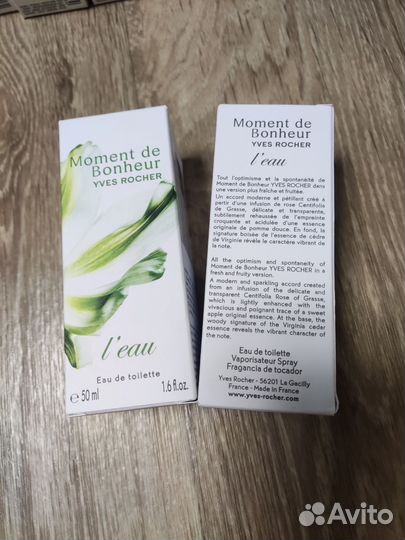 Moment de
Bonheur
YVES ROCHER
l'eau
Eau de toilette
℮ 50 ml 1.6 fl.oz.
Moment de
Bonheur
YVES ROCHER
l'eau
Tout l'optimisme et la spontanéité de
Moment de Bonheur YVES ROCHER dans
une version plus fraîche et fruitée.
Un accord moderne et pétillant créé à
partir d'une infusion de rose Centifolia
de Grasse, délicate et transparente,
subtilement rehaussée de l'empreinte
croquante et acidulée d'une essence
originale de pomme douce. En fond, la
signature boisée de l'essence de cèdre
de Virginie révèle le caractère vibrant de
la note.
All the optimism and spontaneity of
Moment de Bonheur YVES ROCHER in a
fresh and fruity version.
A modern and sparkling accord created
from an infusion of the delicate and
transparent Centifolia Rose of Grasse,
which is lightly enhanced with the
vivacious and poignant trace of a sweet
apple original essence. At the base, the
woody signature of the Virginia cedar
essence reveals the vibrant character of
the note.
Eau de toilette
Vaporisateur Spray
Fragancia de tocador
Yves Rocher - 56201 La Gacilly
France - Made in France
www.yves-rocher.com
Avito